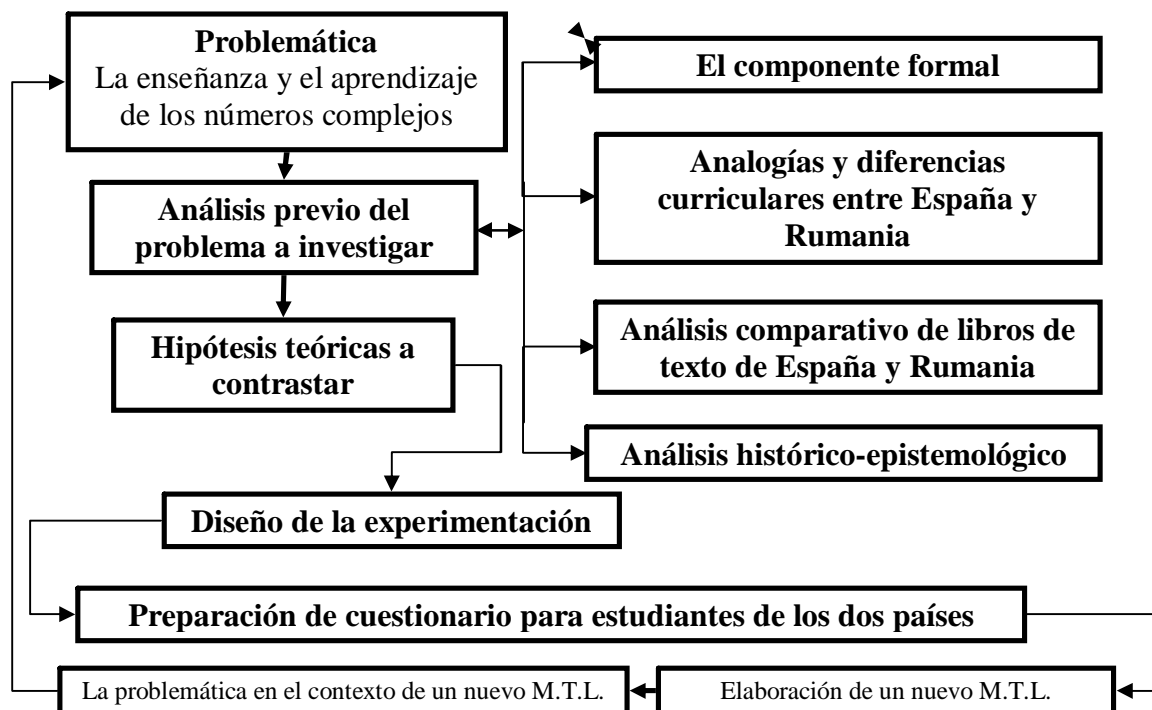 Problemática
La enseñanza y el aprendizaje
de los números complejos
Análisis previo del
problema a investigar
Hipótesis teóricas a
contrastar
El componente formal
Analogías y diferencias
curriculares entre España y
Rumania
Análisis comparativo de libros de
texto de España y Rumania
Análisis histórico-epistemológico
Diseño de la experimentación
Preparación de cuestionario para estudiantes de los dos países
La problemática en el contexto de un nuevo M.T.L.
Elaboración de un nuevo M.T.L.